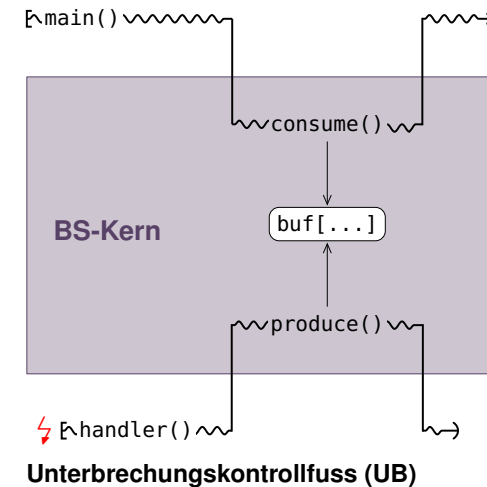 main()
consume()
BS-Kern
buf[...]
produce()
handler()
Unterbrechungskontrollfuss (UB)